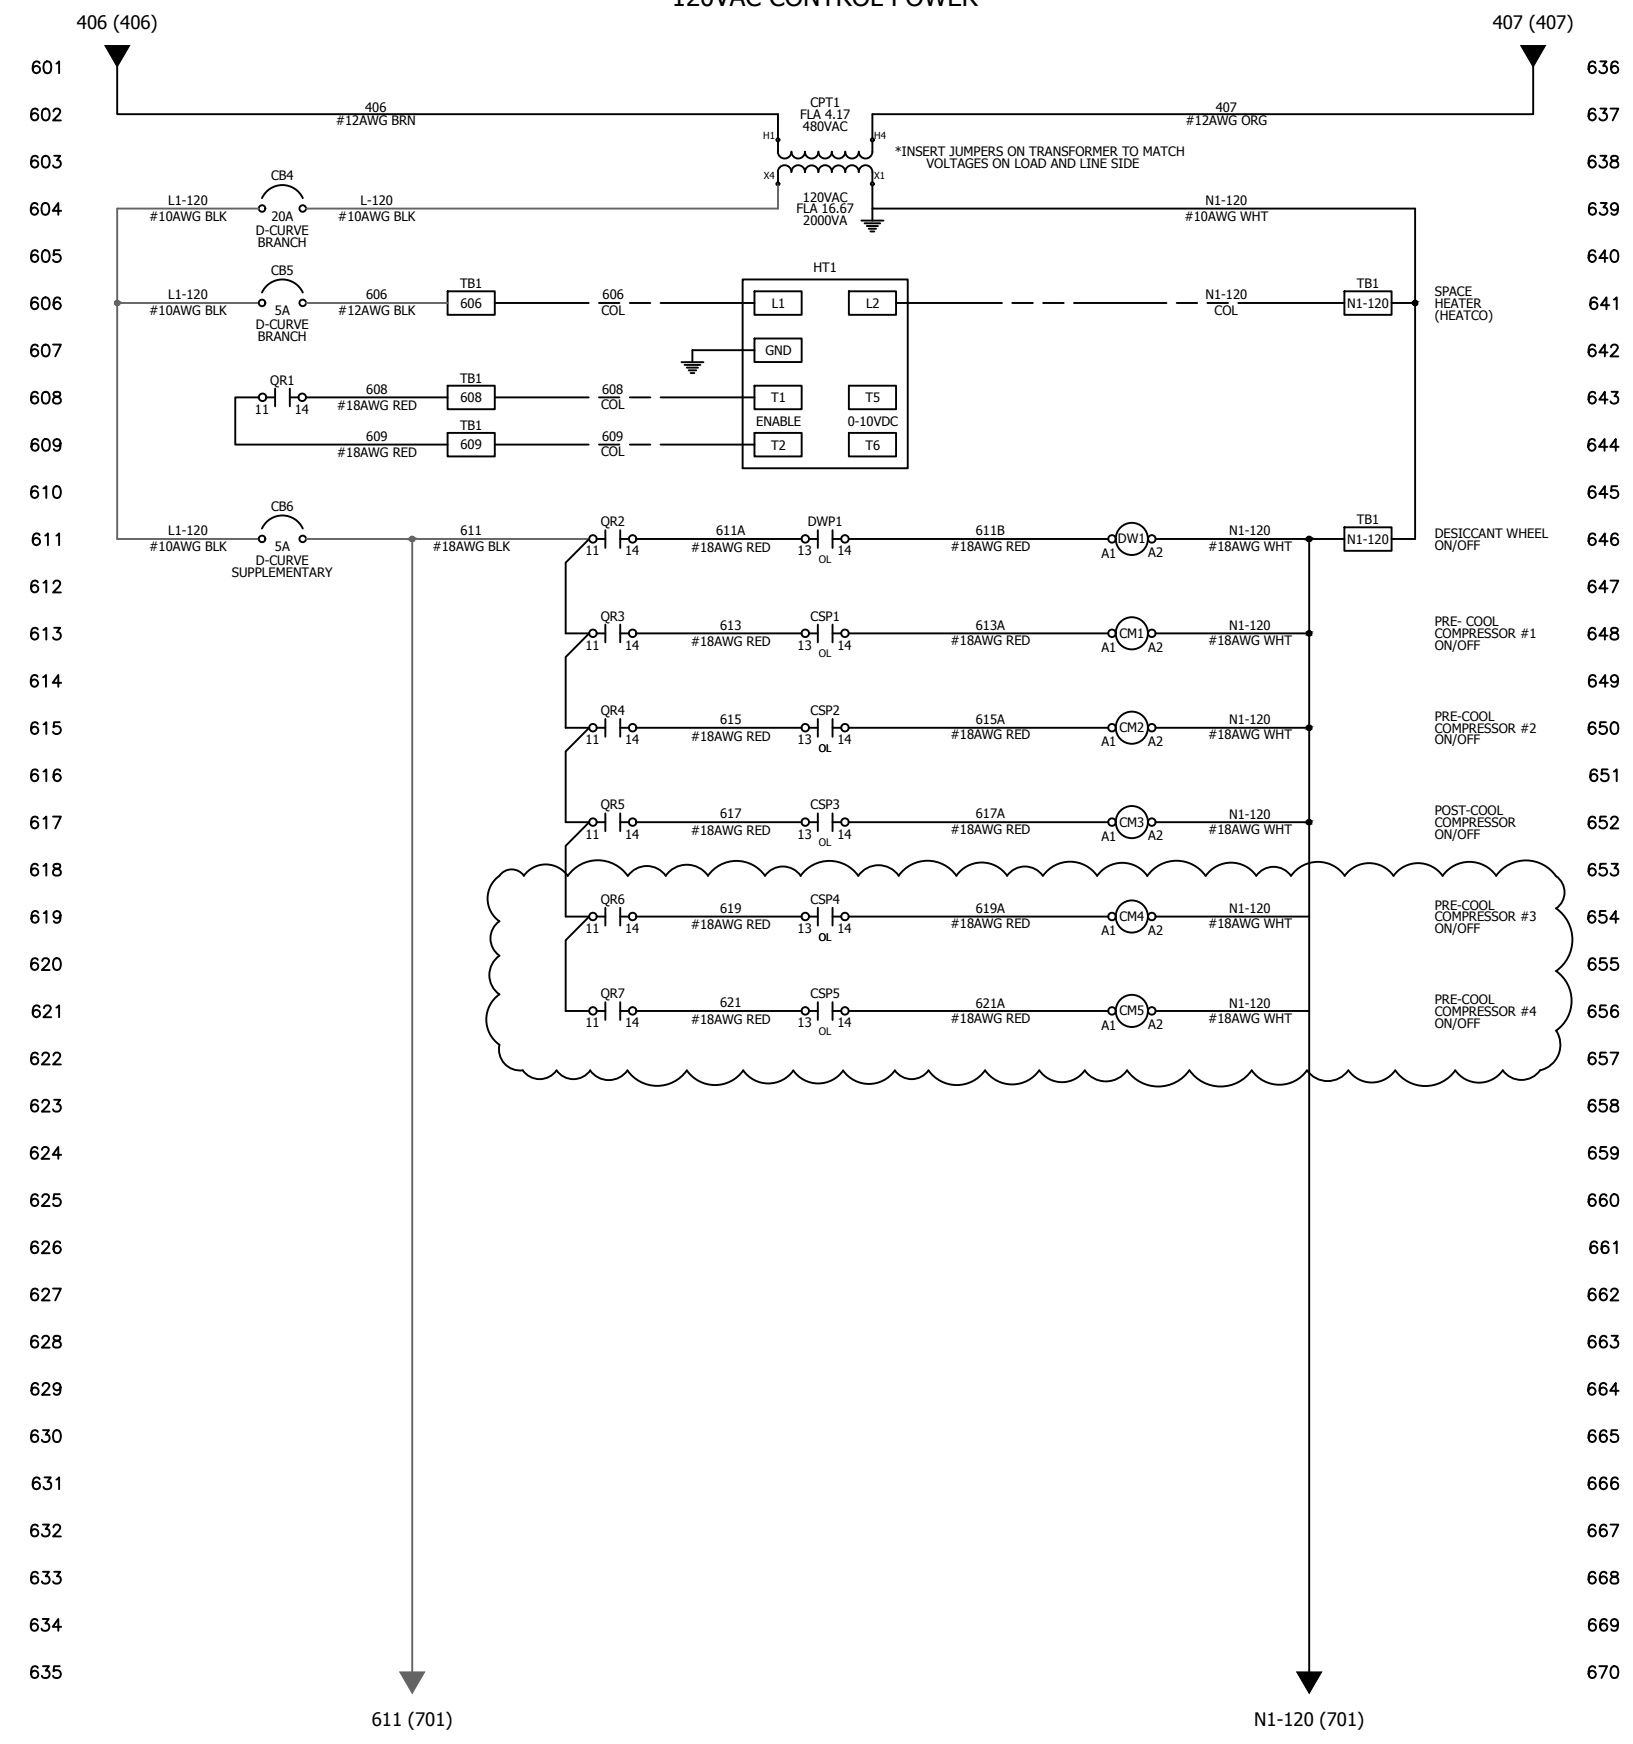 120VAC CONTROL POWER
406 (406)
407 (407)
601
636
602
406
#12AWG BRN
CPT1
FLA 4.17
480VAC
H1
H4
407
#12AWG ORG
637
603
*INSERT JUMPERS ON TRANSFORMER TO MATCH
VOLTAGES ON LOAD AND LINE SIDE
638
X4
X1
604
L1-120
#10AWG BLK
CB4
20A
D-CURVE
BRANCH
L-120
#10AWG BLK
120VAC
FLA 16.67
2000VA
N1-120
#10AWG WHT
639
605
640
HT1
606
L1-120
#10AWG BLK
CB5
5A
D-CURVE
BRANCH
606
#12AWG BLK
TB1
606
606
COL
L1
L2
N1-120
COL
TB1
N1-120
SPACE
HEATER
(HEATCO)
641
607
GND
642
608
QR1
11
14
608
#18AWG RED
TB1
608
608
COL
T1
T5
643
ENABLE
0-10VDC
609
609
#18AWG RED
TB1
609
609
COL
T2
T6
644
610
645
611
L1-120
#10AWG BLK
CB6
5A
D-CURVE
SUPPLEMENTARY
611
#18AWG BLK
QR2
11
14
611A
#18AWG RED
DWP1
13
OL
14
611B
#18AWG RED
A1
DW1
A2
N1-120
#18AWG WHT
TB1
N1-120
DESICCANT WHEEL
ON/OFF
646
612
647
613
QR3
11
14
613
#18AWG RED
CSP1
13
OL
14
613A
#18AWG RED
A1
CM1
A2
N1-120
#18AWG WHT
PRE- COOL
COMPRESSOR #1
ON/OFF
648
614
649
615
QR4
11
14
615
#18AWG RED
CSP2
13
OL
14
615A
#18AWG RED
A1
CM2
A2
N1-120
#18AWG WHT
PRE-COOL
COMPRESSOR #2
ON/OFF
650
616
651
617
QR5
11
14
617
#18AWG RED
CSP3
13
OL
14
617A
#18AWG RED
A1
CM3
A2
N1-120
#18AWG WHT
POST-COOL
COMPRESSOR
ON/OFF
652
618
653
619
QR6
11
14
619
#18AWG RED
CSP4
13
OL
14
619A
#18AWG RED
A1
CM4
A2
N1-120
#18AWG WHT
PRE-COOL
COMPRESSOR #3
ON/OFF
654
620
655
621
QR7
11
14
621
#18AWG RED
CSP5
13
OL
14
621A
#18AWG RED
A1
CM5
A2
N1-120
#18AWG WHT
PRE-COOL
COMPRESSOR #4
ON/OFF
656
622
657
623
658
624
659
625
660
626
661
627
662
628
663
629
664
630
665
631
666
632
667
633
668
634
669
635
670
611 (701)
N1-120 (701)